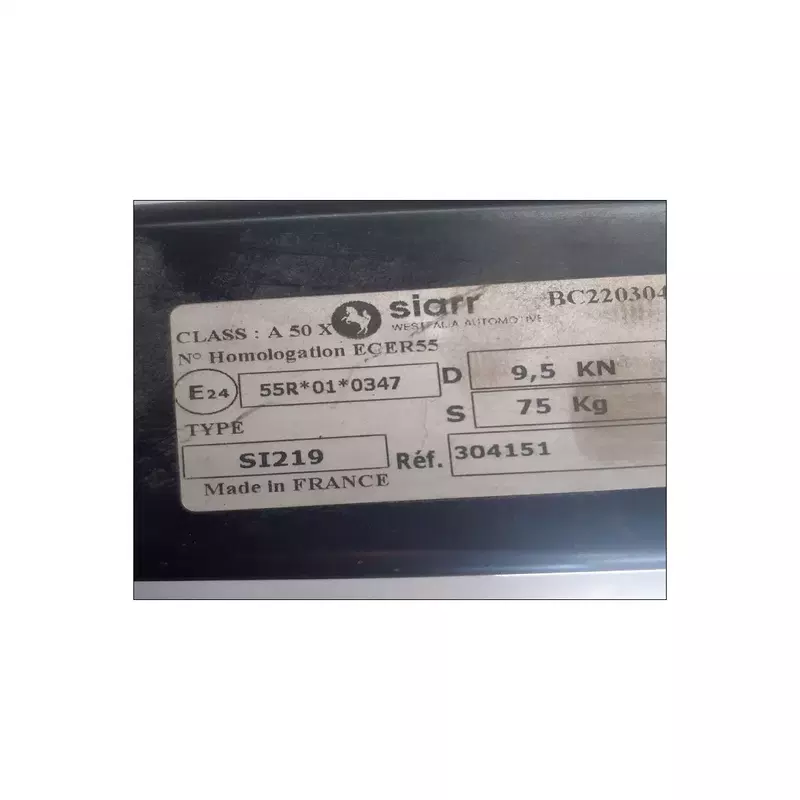 siarr BC220304
WESTFALIA AUTOMOTIVE
CLASS : A 50 X
N° Homologation ECER55
E24 55R*01*0347 D 9,5 KN
S 75 Kg
TYPE
SI219 Réf. 304151
Made in FRANCE